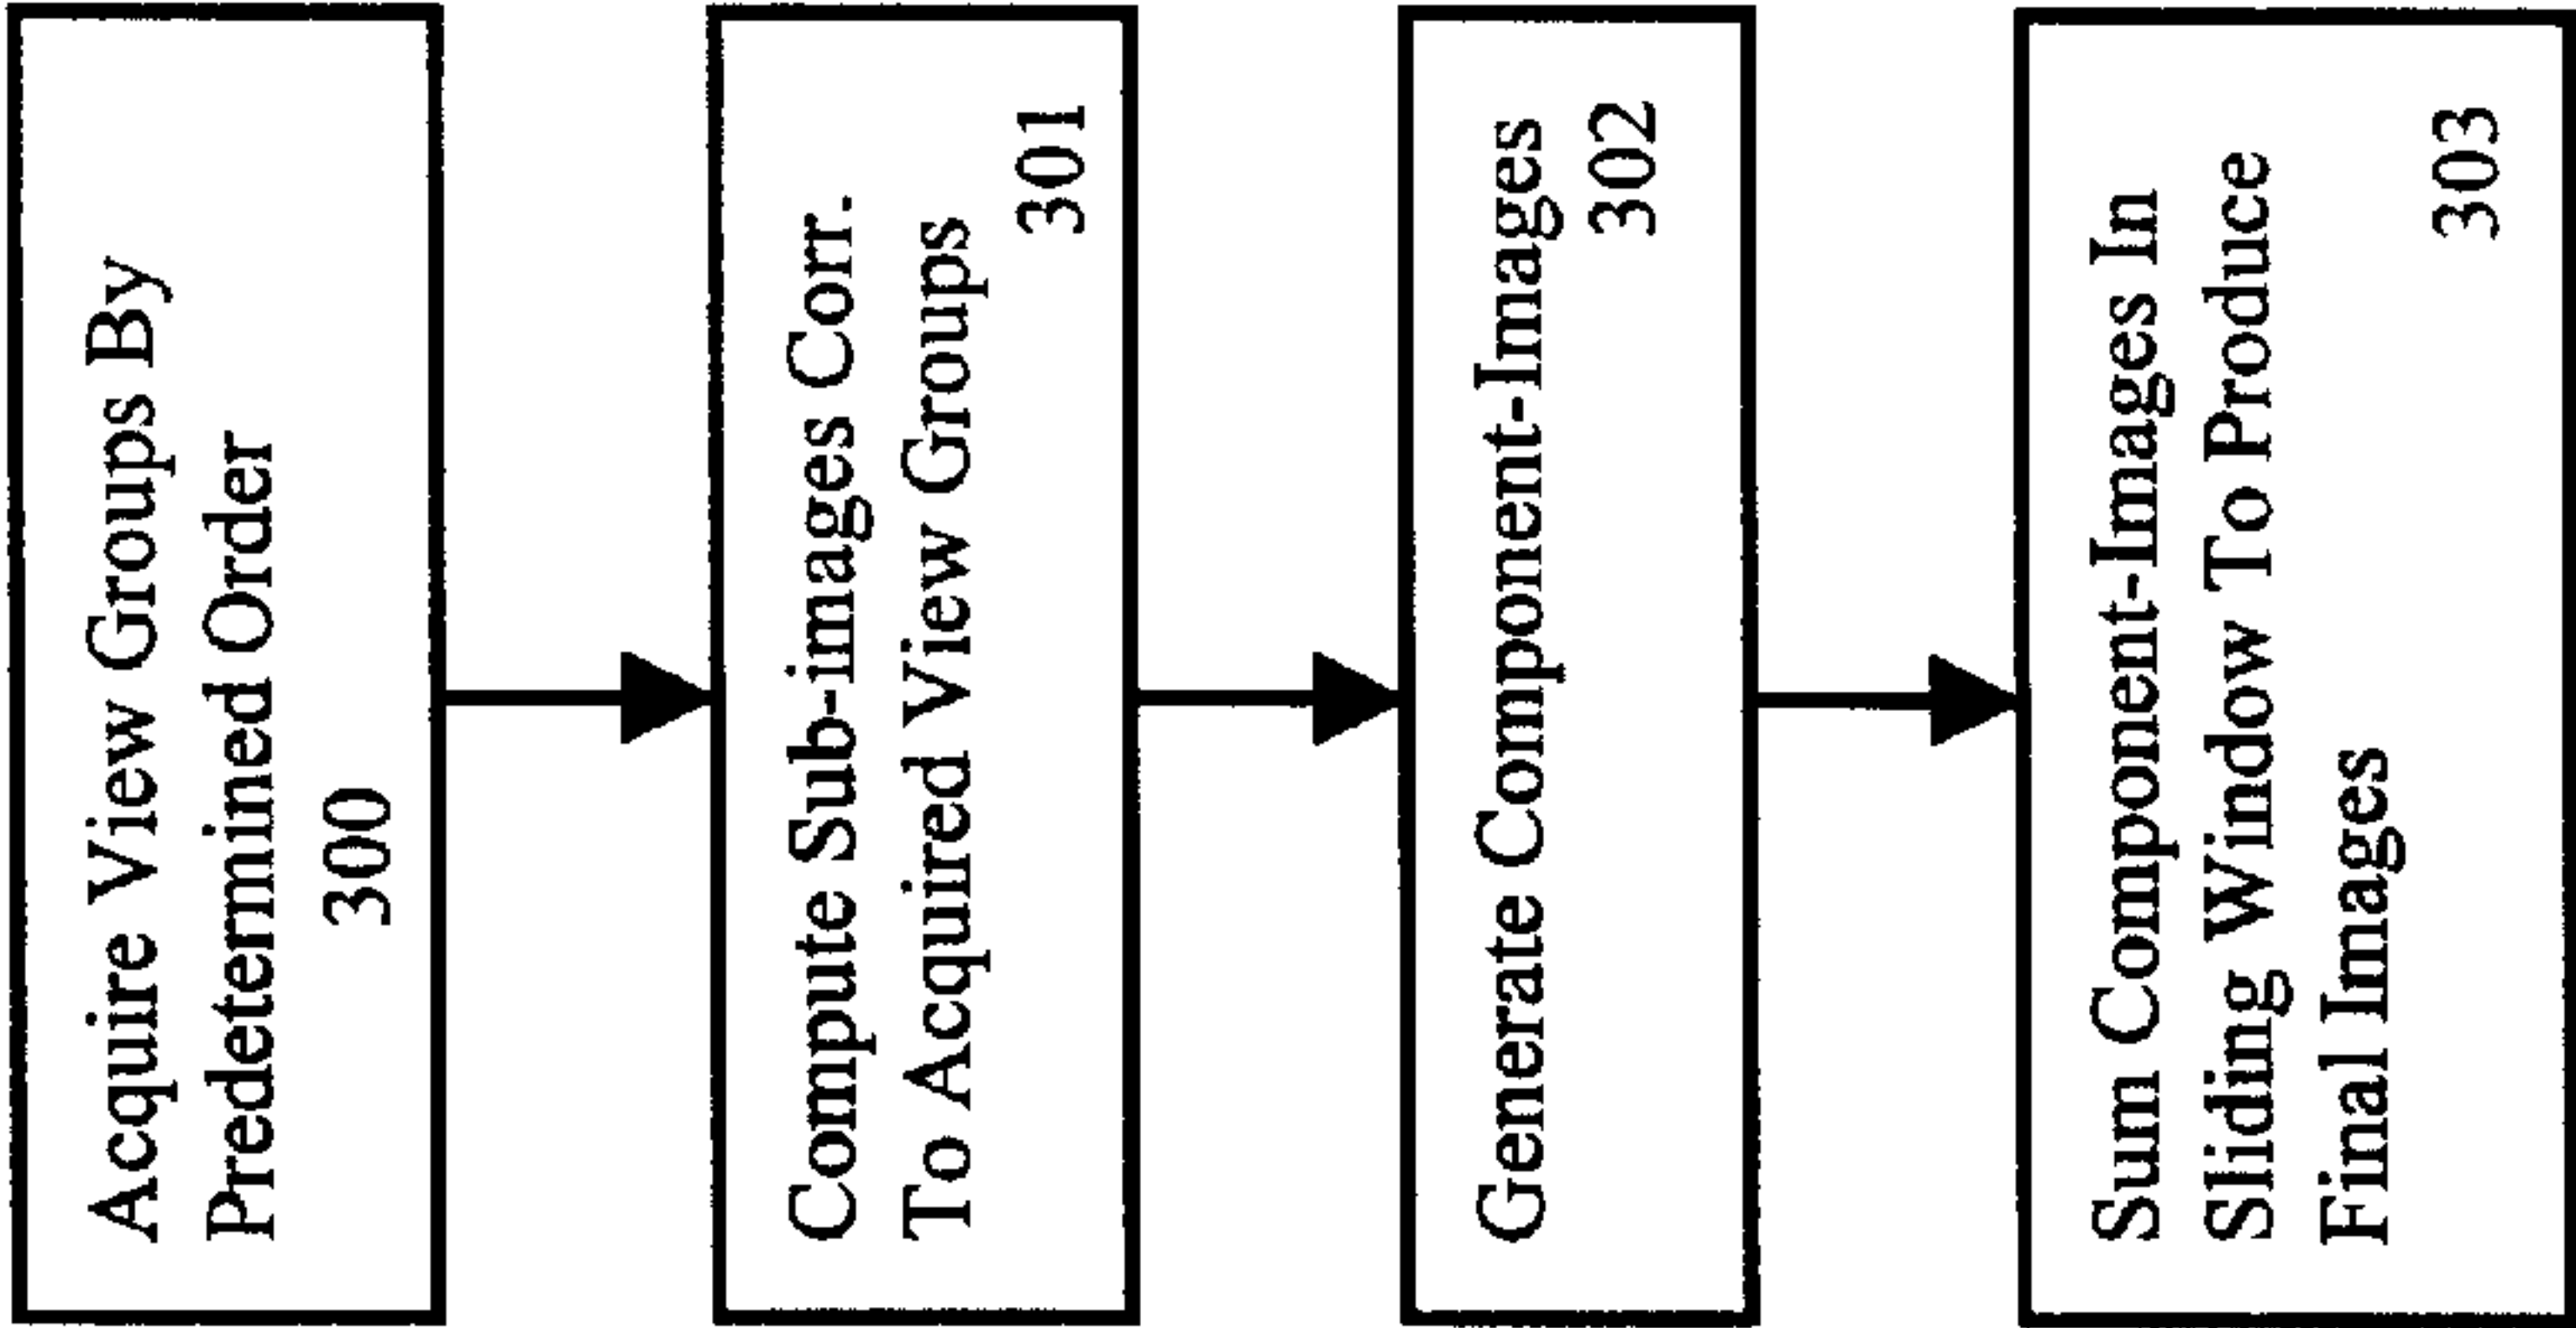 Acquire View Groups By
Predetermined Order
300
Compute Sub-images Corr.
To Acquired View Groups
301
Generate Component-Images
302
Sum Component-Images In
Sliding Window To Produce
Final Images
303